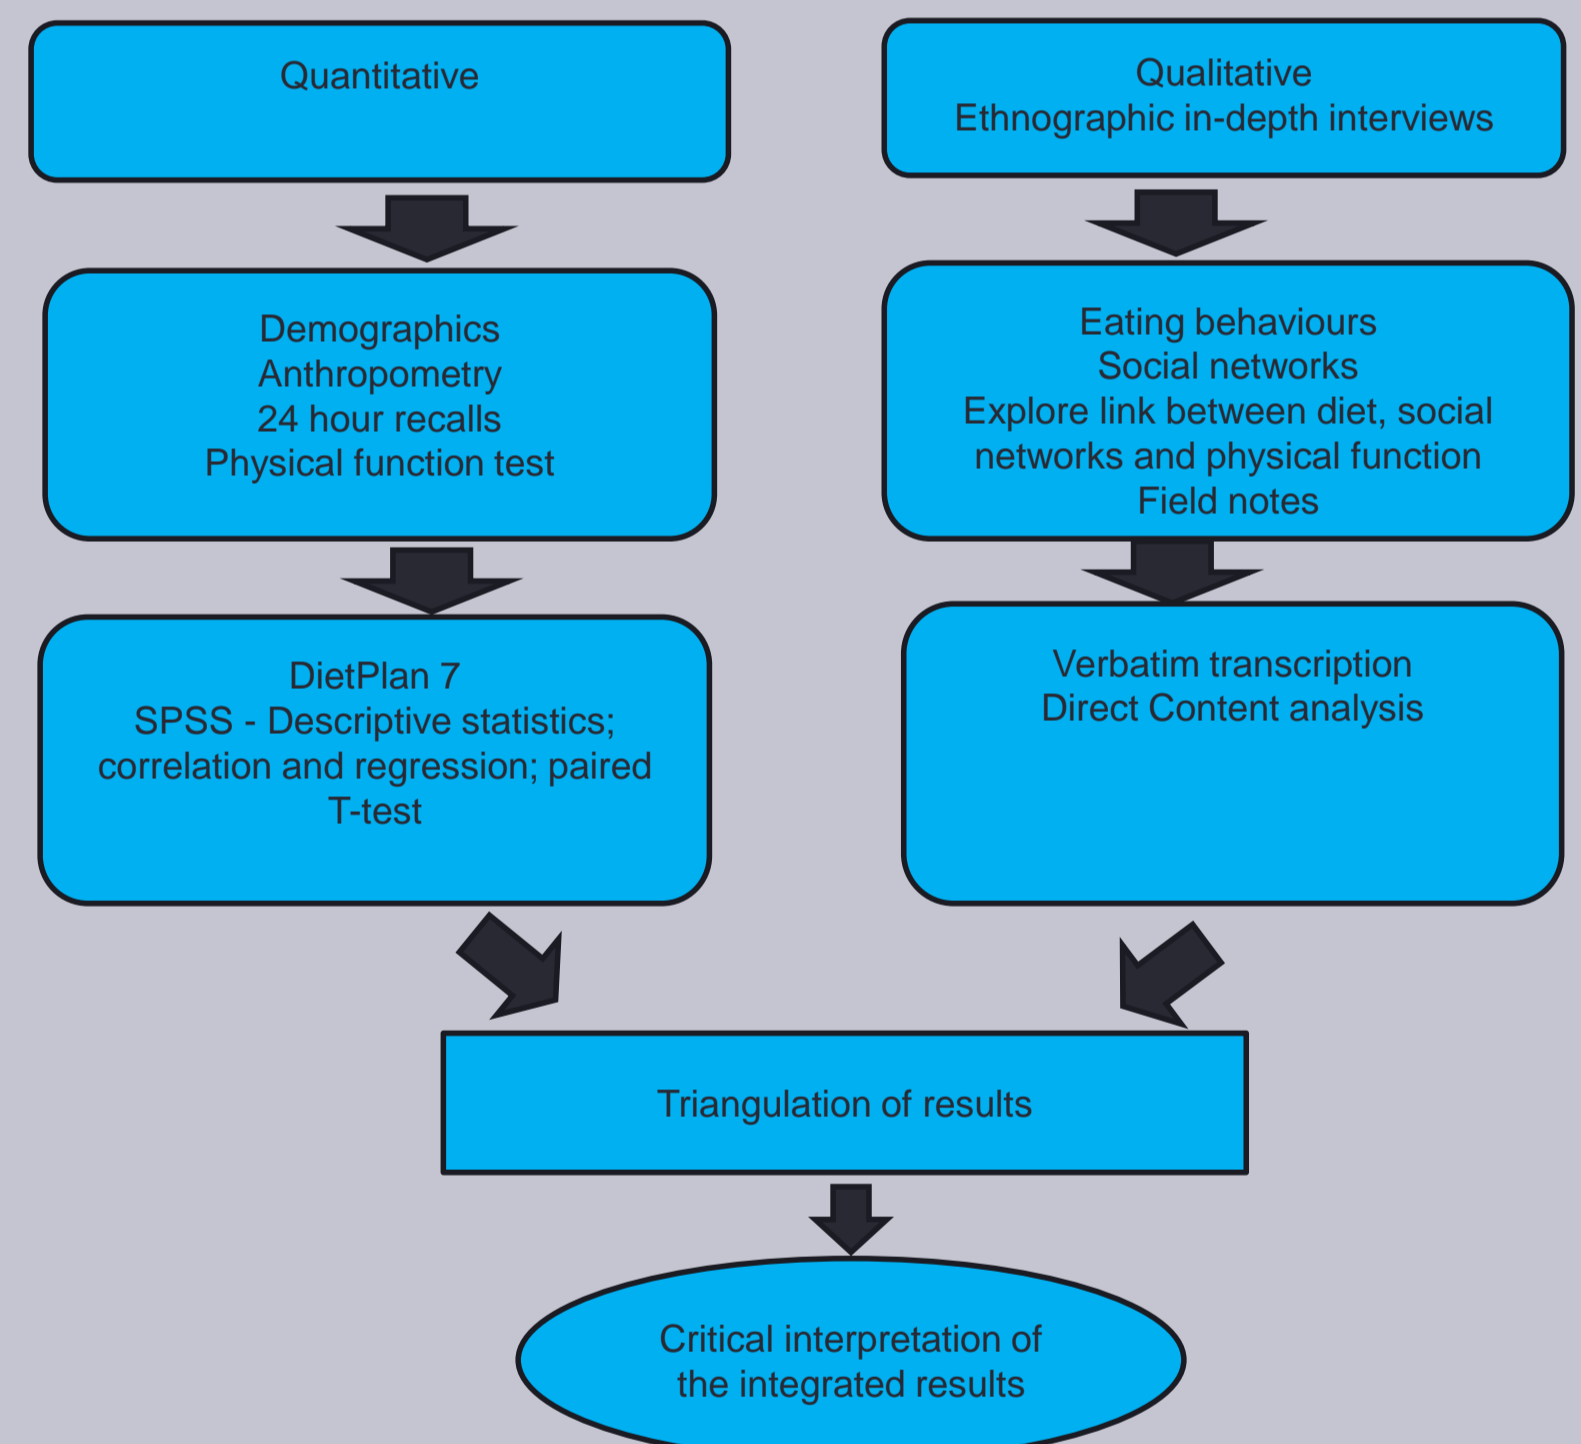 Quantitative
Demographics
Anthropometry
24 hour recalls
Physical function test
DietPlan 7
SPSS - Descriptive statistics;
correlation and regression; paired
T-test
Qualitative
Ethnographic in-depth interviews
Eating behaviours
Social networks
Explore link between diet, social
networks and physical function
Field notes
Verbatim transcription
Direct Content analysis
Triangulation of results
Critical interpretation of
the integrated results